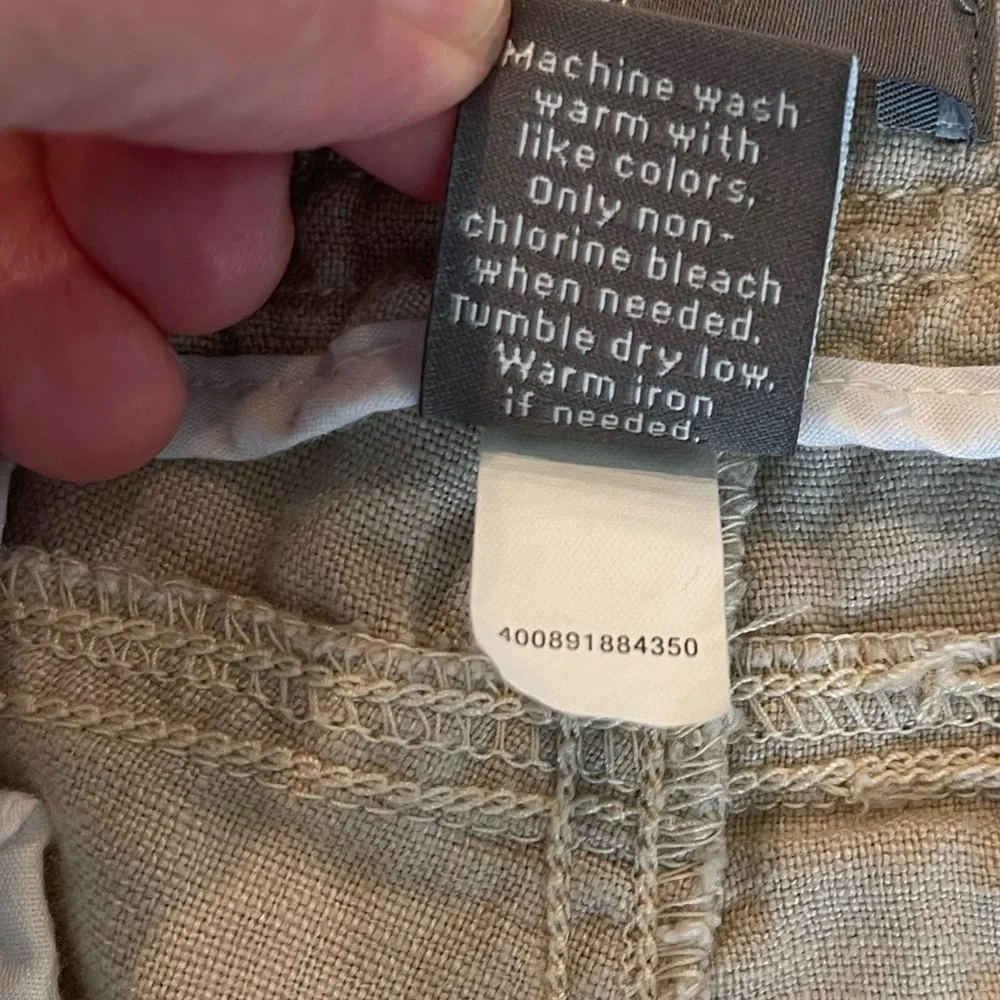 Machine wash
warm with
like colors.
Only non-
chlorine bleach
when needed.
Tumble dry low.
Warm iron
if needed.
400891884350